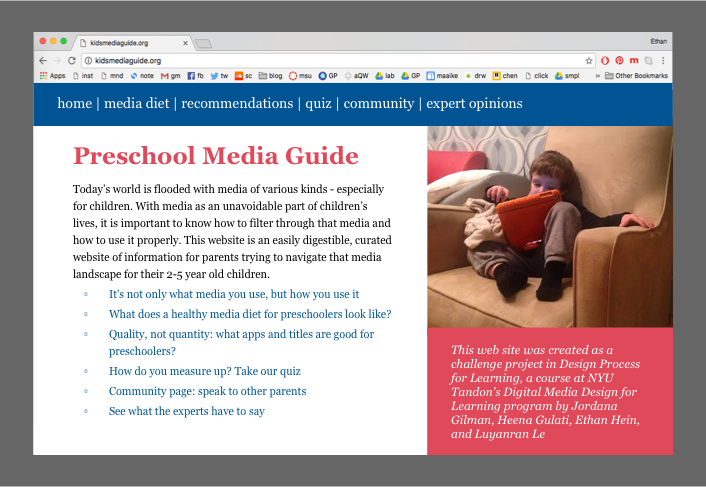 kidsmediaguide.org
Ethan
kidsmediaguide.org
Apps inst mnd note gm fb tw sc blog msu GP aQW lab GP maaike drw chen click smpl » Other Bookmarks
home | media diet | recommendations | quiz | community | expert opinions
Preschool Media Guide
Today's world is flooded with media of various kinds - especially
for children. With media as an unavoidable part of children's
lives, it is important to know how to filter through that media and
how to use it properly. This website is an easily digestible, curated
website of information for parents trying to navigate that media
landscape for their 2-5 year old children.
It's not only what media you use, but how you use it
What does a healthy media diet for preschoolers look like?
Quality, not quantity: what apps and titles are good for
preschoolers?
How do you measure up? Take our quiz
Community page: speak to other parents
See what the experts have to say
This web site was created as a
challenge project in Design Process
for Learning, a course at NYU
Tandon's Digital Media Design for
Learning program by Jordana
Gilman, Heena Gulati, Ethan Hein,
and Luyanran Le